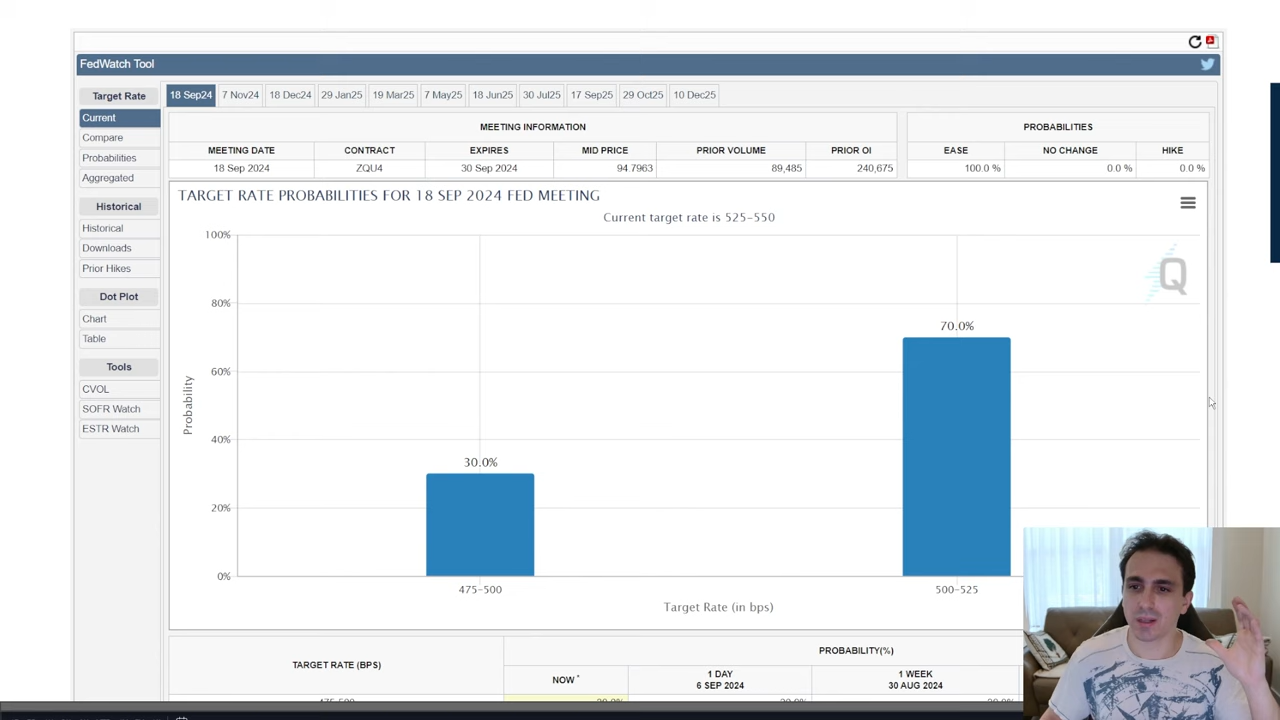 FedWatch Tool
Target Rate
Current
Compare
Probabilities
Aggregated
Historical
Historical
Downloads
Prior Hikes
Dot Plot
Chart
Table
Tools
CVOL
SOFR Watch
ESTR Watch
18 Sep24 7 Nov24 18 Dec24 29 Jan25 19 Mar25 7 May25 18 Jun25 30 Jul25 17 Sep25 29 Oct25 10 Dec25
MEETING INFORMATION
MEETING DATE CONTRACT EXPIRES MID PRICE PRIOR VOLUME PRIOR OI
18 Sep 2024 ZQU4 30 Sep 2024 94.7963 89,485 240,675
PROBABILITIES
EASE NO CHANGE HIKE
100.0 % 0.0 % 0.0 %
TARGET RATE PROBABILITIES FOR 18 SEP 2024 FED MEETING
Current target rate is 525-550
100%
80%
60%
40%
20%
0%
Probability
Q
30.0%
70.0%
475-500
500-525
Target Rate (in bps)
TARGET RATE (BPS)
PROBABILITY(%)
NOW *
1 DAY
6 SEP 2024
1 WEEK
30 AUG 2024